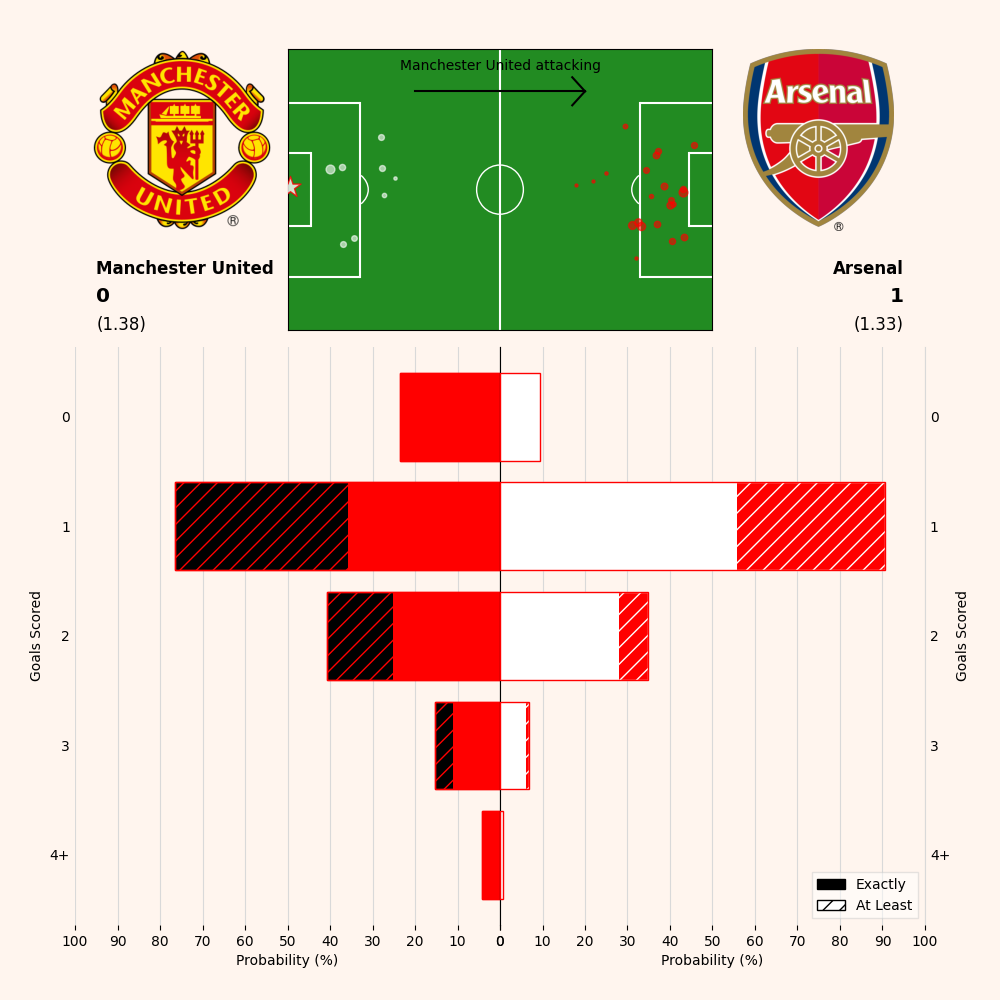 MANCHESTER
UNITED
®
Manchester United attacking
Arsenal
®
Manchester United
0
(1.38)
Arsenal
1
(1.33)
0
1
2
3
4+
Goals Scored
0
1
2
3
4+
Goals Scored
Exactly
At Least
100 90 80 70 60 50 40 30 20 10 0 0 10 20 30 40 50 60 70 80 90 100
Probability (%) Probability (%)